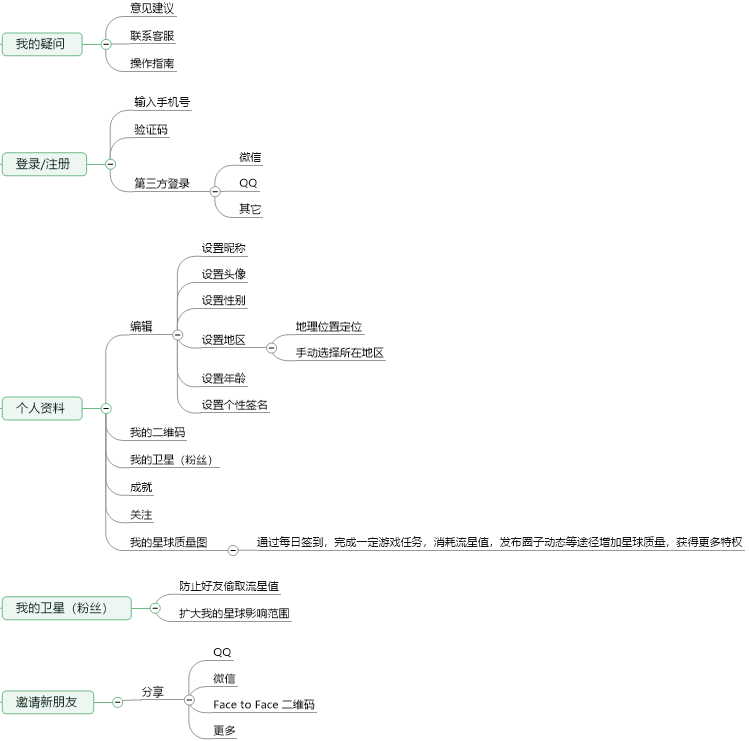 我的疑问
意见建议
联系客服
操作指南
登录/注册
输入手机号
验证码
第三方登录
微信
QQ
其它
个人资料
编辑
设置昵称
设置头像
设置性别
设置地区
地理位置定位
手动选择所在地区
设置年龄
设置个性签名
我的二维码
我的卫星（粉丝）
成就
关注
我的星球质量图
通过每日签到，完成一定游戏任务，消耗流星值，发布圈子动态等途径增加星球质量，获得更多特权
我的卫星（粉丝）
防止好友偷取流星值
扩大我的星球影响范围
邀请新朋友
分享
QQ
微信
Face to Face 二维码
更多